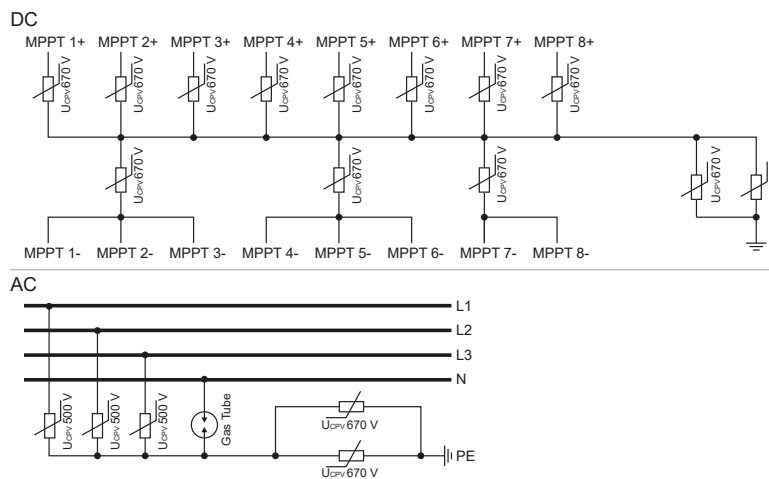 DC
MPPT 1+ MPPT 2+ MPPT 3+ MPPT 4+ MPPT 5+ MPPT 6+ MPPT 7+ MPPT 8+
UCPV 670 V
UCPV 670 V
UCPV 670 V
UCPV 670 V
UCPV 670 V
UCPV 670 V
UCPV 670 V
UCPV 670 V
UCPV 670 V
UCPV 670 V
UCPV 670 V
UCPV 670 V
MPPT 1- MPPT 2- MPPT 3- MPPT 4- MPPT 5- MPPT 6- MPPT 7- MPPT 8-
AC
L1
L2
L3
N
UCPV 500 V
UCPV 500 V
UCPV 500 V
Gas Tube
UCPV 670 V
PE
UCPV 670 V